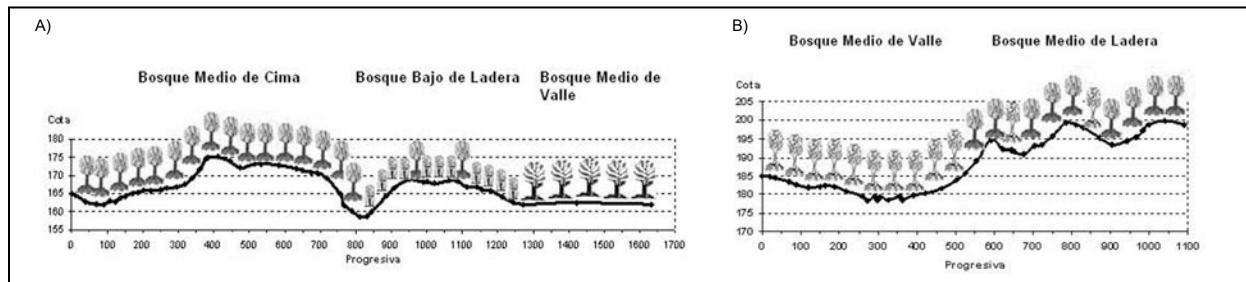 A)
Bosque Medio de Cima
Bosque Bajo de Ladera
Bosque Medio de
Valle
Cota
180
175
170
165
160
155
0 100 200 300 400 500 600 700 800 900 1000 1100 1200 1300 1400 1500 1600 1700
Progresiva
B)
Bosque Medio de Valle
Bosque Medio de Ladera
Cota
205
200
195
190
185
180
175
170
0 100 200 300 400 500 600 700 800 900 1000 1100
Progresiva